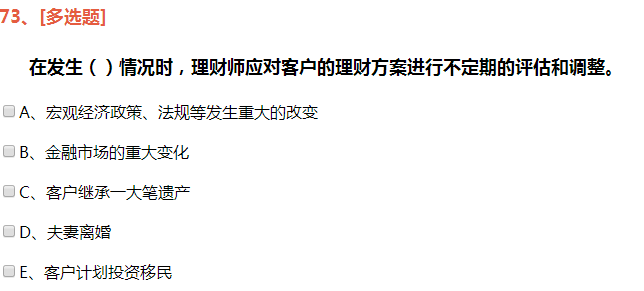 73、[多选题]
在发生（ ）情况时，理财师应对客户的理财方案进行不定期的评估和调整。
A、宏观经济政策、法规等发生重大的改变
B、金融市场的重大变化
C、客户继承一大笔遗产
D、夫妻离婚
E、客户计划投资移民